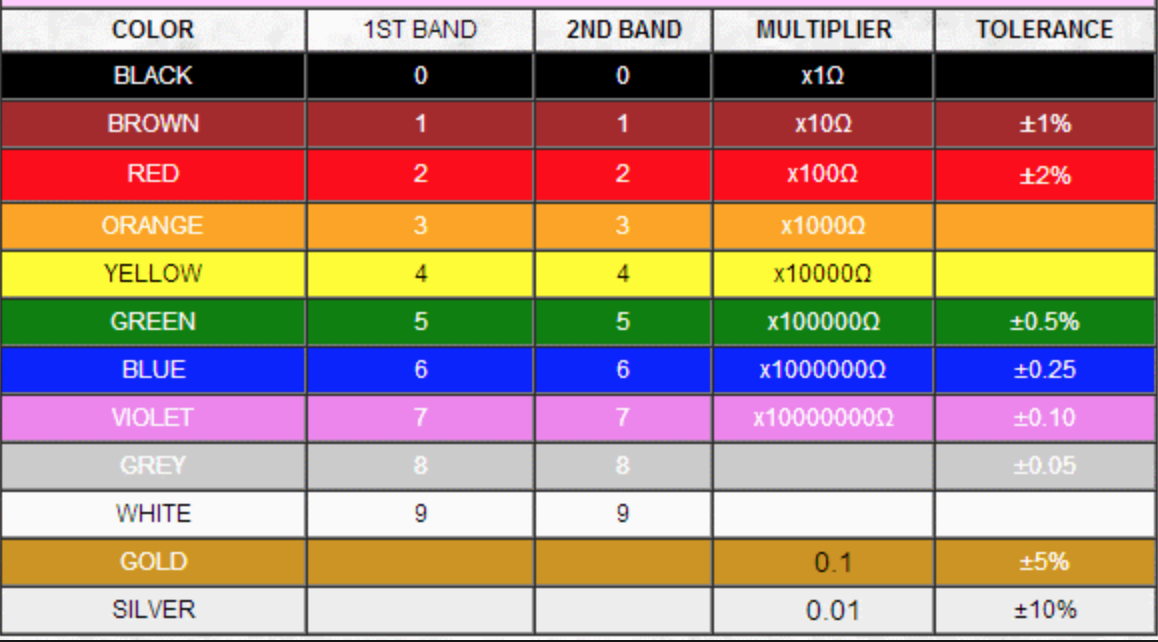 COLOR 1ST BAND 2ND BAND MULTIPLIER TOLERANCE
BLACK 0 0 x1Ω
BROWN 1 1 x10Ω ±1%
RED 2 2 x100Ω ±2%
ORANGE 3 3 x1000Ω
YELLOW 4 4 x10000Ω
GREEN 5 5 x100000Ω ±0.5%
BLUE 6 6 x1000000Ω ±0.25
VIOLET 7 7 x10000000Ω ±0.10
GREY 8 8 ±0.05
WHITE 9 9
GOLD 0.1 ±5%
SILVER 0.01 ±10%